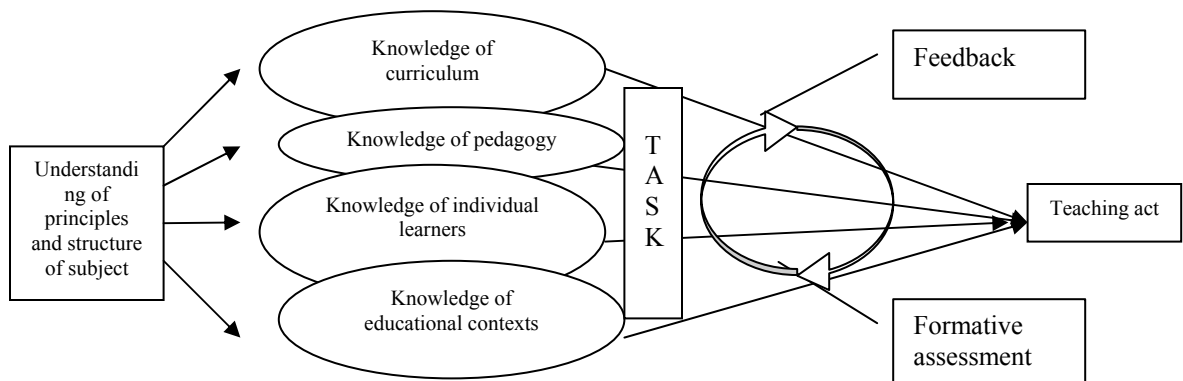 Understandi
ng of
principles
and structure
of subject
Knowledge of
curriculum
Knowledge of pedagogy
Knowledge of individual
learners
Knowledge of
educational contexts
T
A
S
K
Feedback
Formative
assessment
Teaching act